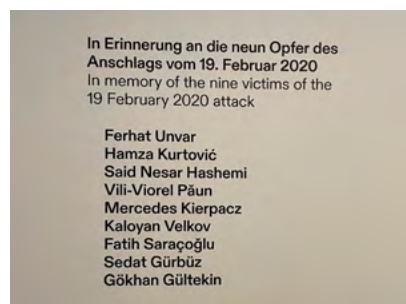 In Erinnerung an die neun Opfer des
Anschlags vom 19. Februar 2020
In memory of the nine victims of the
19 February 2020 attack
Ferhat Unvar
Hamza Kurtović
Said Nesar Hashemi
Vili-Viorel Păun
Mercedes Kierpacz
Kaloyan Velkov
Fatih Saraçoğlu
Sedat Gürbüz
Gökhan Gültekin